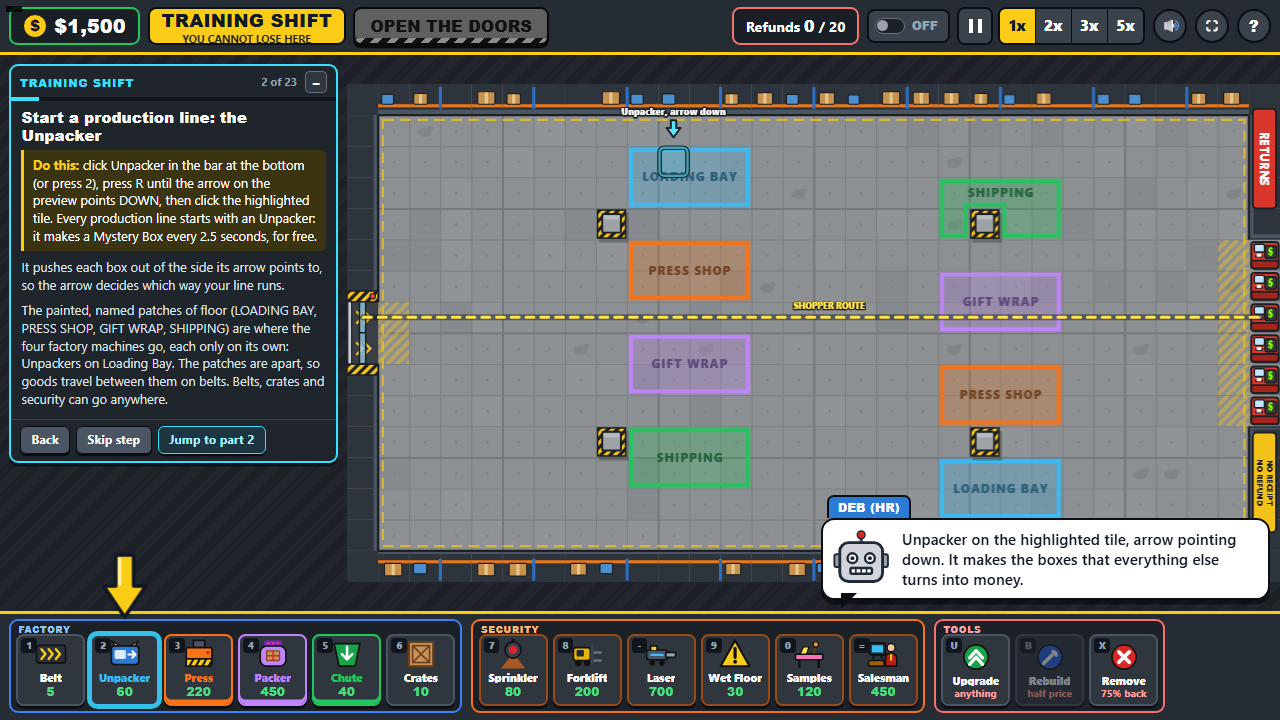 $ $1,500
TRAINING SHIFT
YOU CANNOT LOSE HERE
OPEN THE DOORS
Refunds 0 / 20
OFF
1x
2x
3x
5x
?
TRAINING SHIFT
2 of 23
–
Start a production line: the
Unpacker
Do this: click Unpacker in the bar at the bottom
(or press 2), press R until the arrow on the
preview points DOWN, then click the highlighted
tile. Every production line starts with an Unpacker:
it makes a Mystery Box every 2.5 seconds, for free.
It pushes each box out of the side its arrow points to,
so the arrow decides which way your line runs.
The painted, named patches of floor (LOADING BAY,
PRESS SHOP, GIFT WRAP, SHIPPING) are where the
four factory machines go, each only on its own:
Unpackers on Loading Bay. The patches are apart, so
goods travel between them on belts. Belts, crates and
security can go anywhere.
Back
Skip step
Jump to part 2
Unpacker, arrow down
LOADING BAY
SHIPPING
PRESS SHOP
GIFT WRAP
SHOPPER ROUTE
GIFT WRAP
PRESS SHOP
SHIPPING
LOADING BAY
RETURNS
NO RECEIPT
NO REFUND
DEB (HR)
Unpacker on the highlighted tile, arrow pointing
down. It makes the boxes that everything else
turns into money.
FACTORY
1
Belt
5
2
Unpacker
60
3
Press
220
4
Packer
450
5
Chute
40
6
Crates
10
SECURITY
7
Sprinkler
80
8
Forklift
200
-
Laser
700
9
Wet Floor
30
0
Samples
120
=
Salesman
450
TOOLS
U
Upgrade
anything
B
Rebuild
half price
X
Remove
75% back